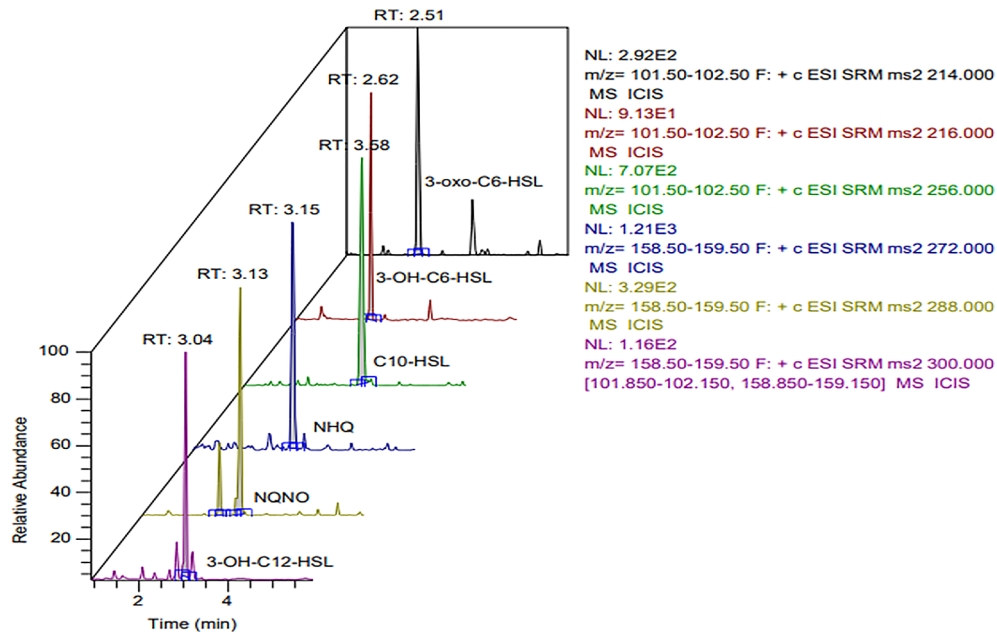 RT: 2.51
RT: 2.62
RT: 3.58
3-oxo-C6-HSL
RT: 3.15
3-OH-C6-HSL
RT: 3.13
C10-HSL
RT: 3.04
NHQ
NQNO
3-OH-C12-HSL
100
80
60
40
20
Relative Abundance
2 4
Time (min)
NL: 2.92E2
m/z= 101.50-102.50 F: + c ESI SRM ms2 214.000
MS ICIS
NL: 9.13E1
m/z= 101.50-102.50 F: + c ESI SRM ms2 216.000
MS ICIS
NL: 7.07E2
m/z= 101.50-102.50 F: + c ESI SRM ms2 256.000
MS ICIS
NL: 1.21E3
m/z= 158.50-159.50 F: + c ESI SRM ms2 272.000
MS ICIS
NL: 3.29E2
m/z= 158.50-159.50 F: + c ESI SRM ms2 288.000
MS ICIS
NL: 1.16E2
m/z= 158.50-159.50 F: + c ESI SRM ms2 300.000
[101.850-102.150, 158.850-159.150] MS ICIS